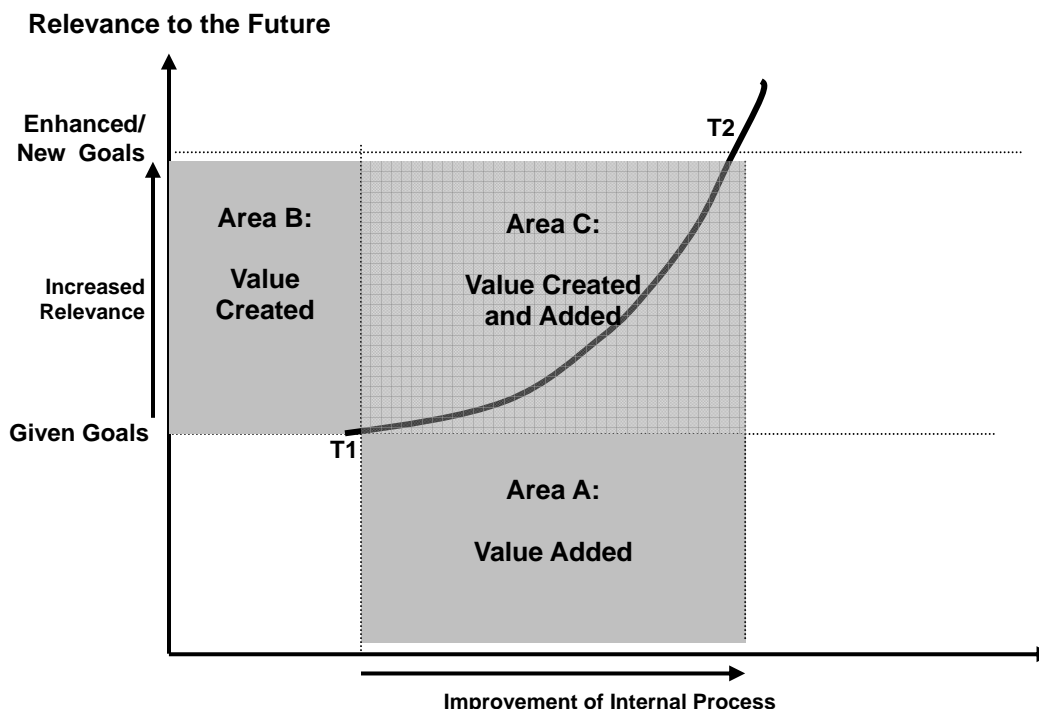 Relevance to the Future
Enhanced/
New Goals
T2
Area B:
Value
Created
Area C:
Value Created
and Added
Increased
Relevance
Given Goals
T1
Area A:
Value Added
Improvement of Internal Process